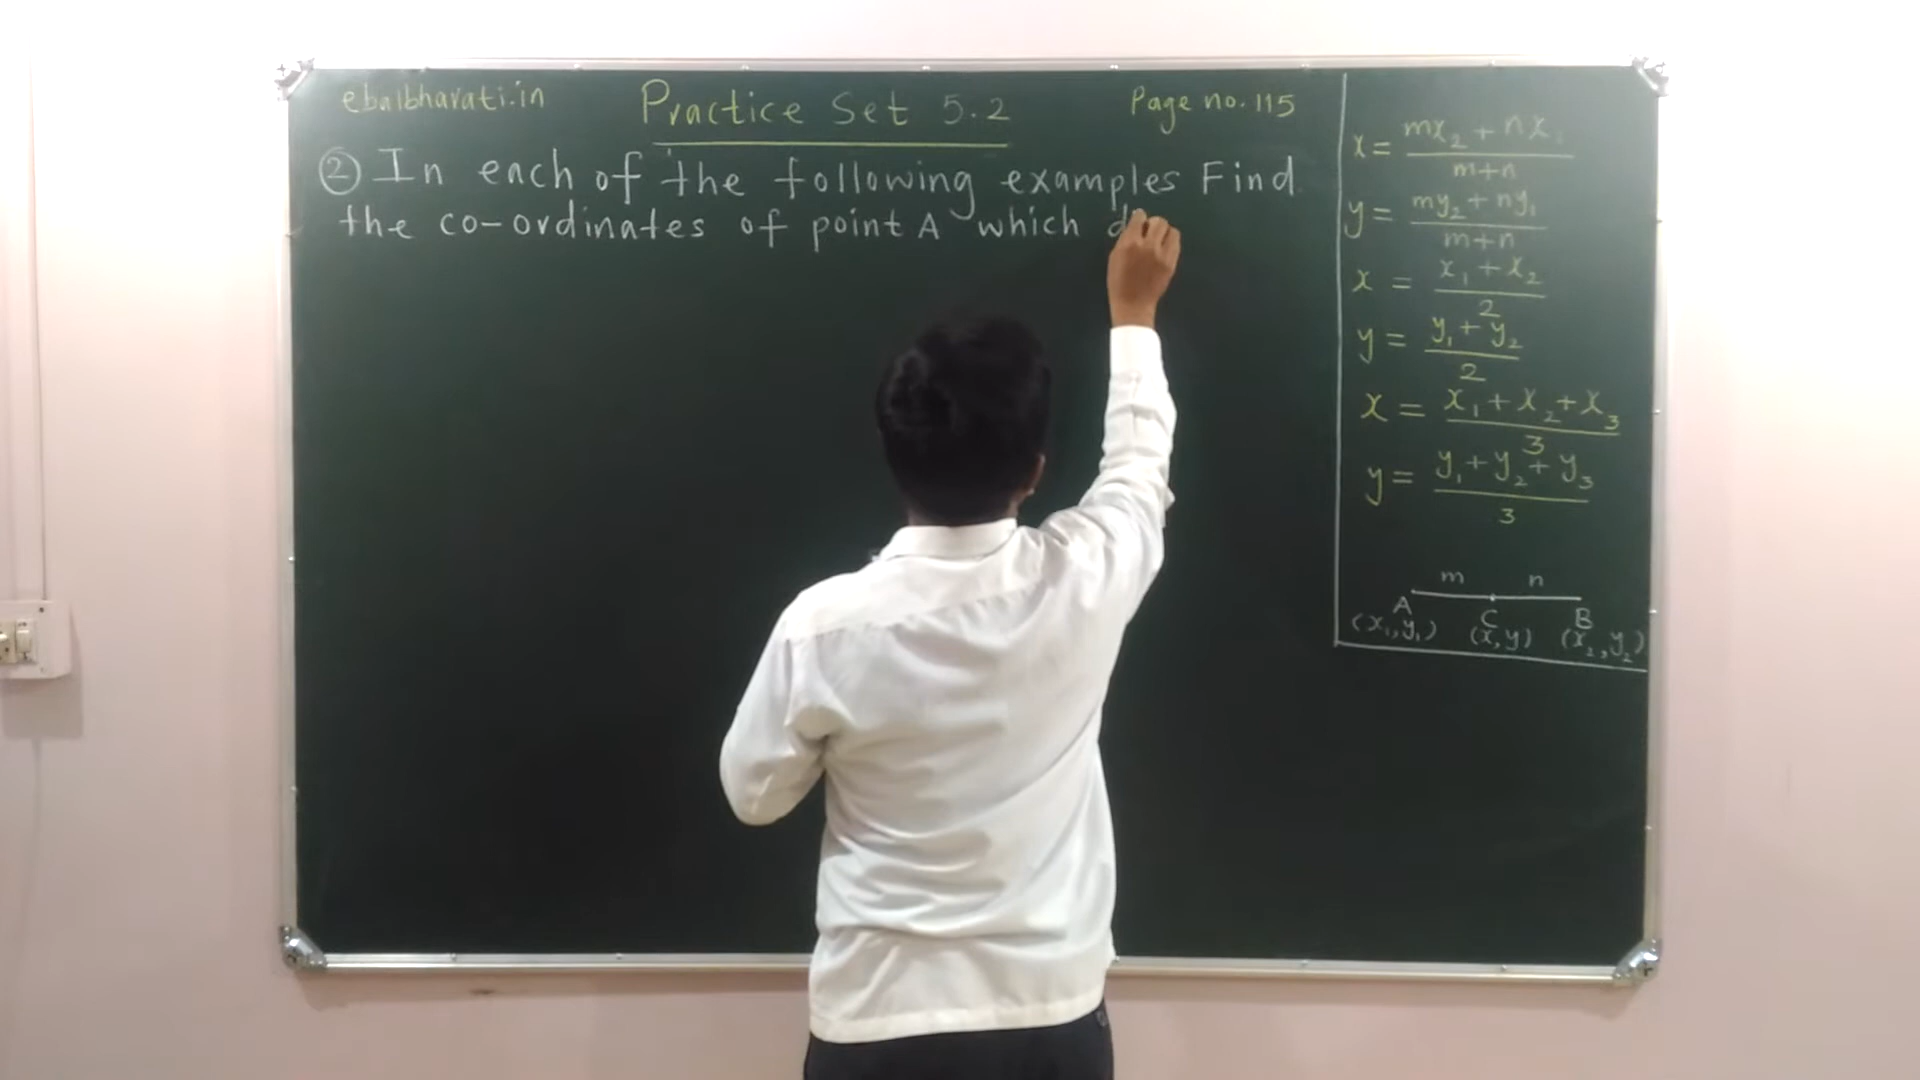 ebalbharati.in
Practice Set 5.2
Page no. 115
② In each of the following examples Find
the co-ordinates of point A which
x = mx₂ + nx₁ / m+n
y = my₂ + ny₁ / m+n
x = x₁ + x₂ / 2
y = y₁ + y₂ / 2
x = x₁ + x₂ + x₃ / 3
y = y₁ + y₂ + y₃ / 3
m n
A C B
(x₁, y₁) (x, y) (x₂, y₂)